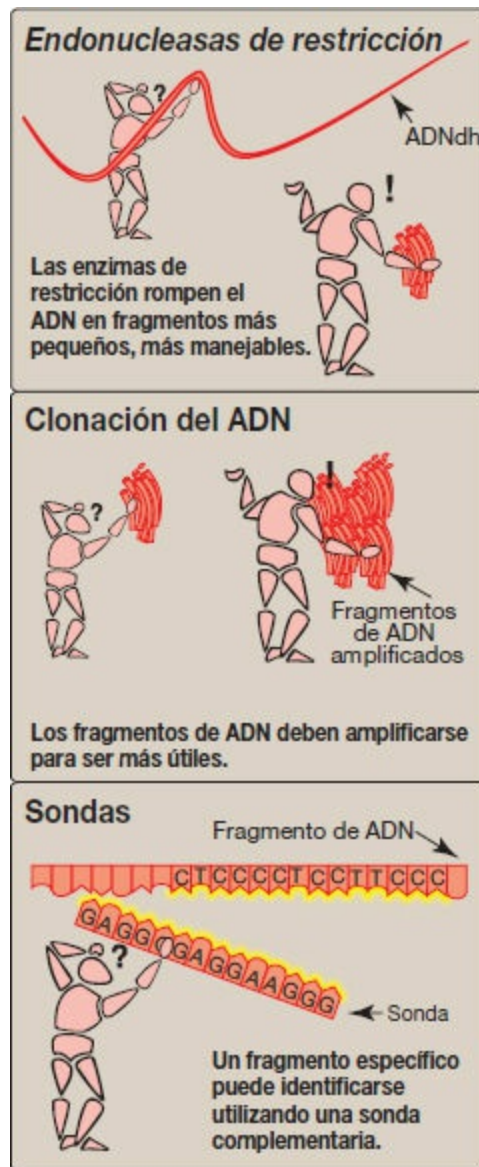 Endonucleasas de restricción
?
ADNdh
!
Las enzimas de
restricción rompen el
ADN en fragmentos más
pequeños, más manejables.
Clonación del ADN
?
!
Fragmentos
de ADN
amplificados
Los fragmentos de ADN deben amplificarse
para ser más útiles.
Sondas
Fragmento de ADN
CTCCCCTCCTTCCC
GAGGGGAGGAAGGG
?
Sonda
Un fragmento específico
puede identificarse
utilizando una sonda
complementaria.